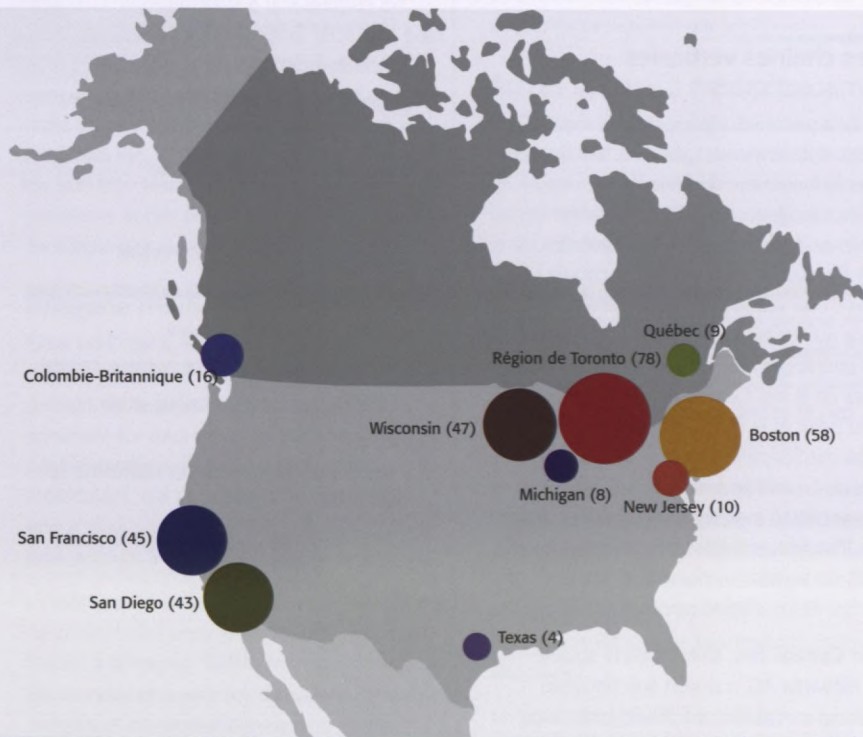 Québec (9)
Région de Toronto (78)
Colombie-Britannique (16)
Wisconsin (47)
Boston (58)
Michigan (8)
New Jersey (10)
San Francisco (45)
San Diego (43)
Texas (4)